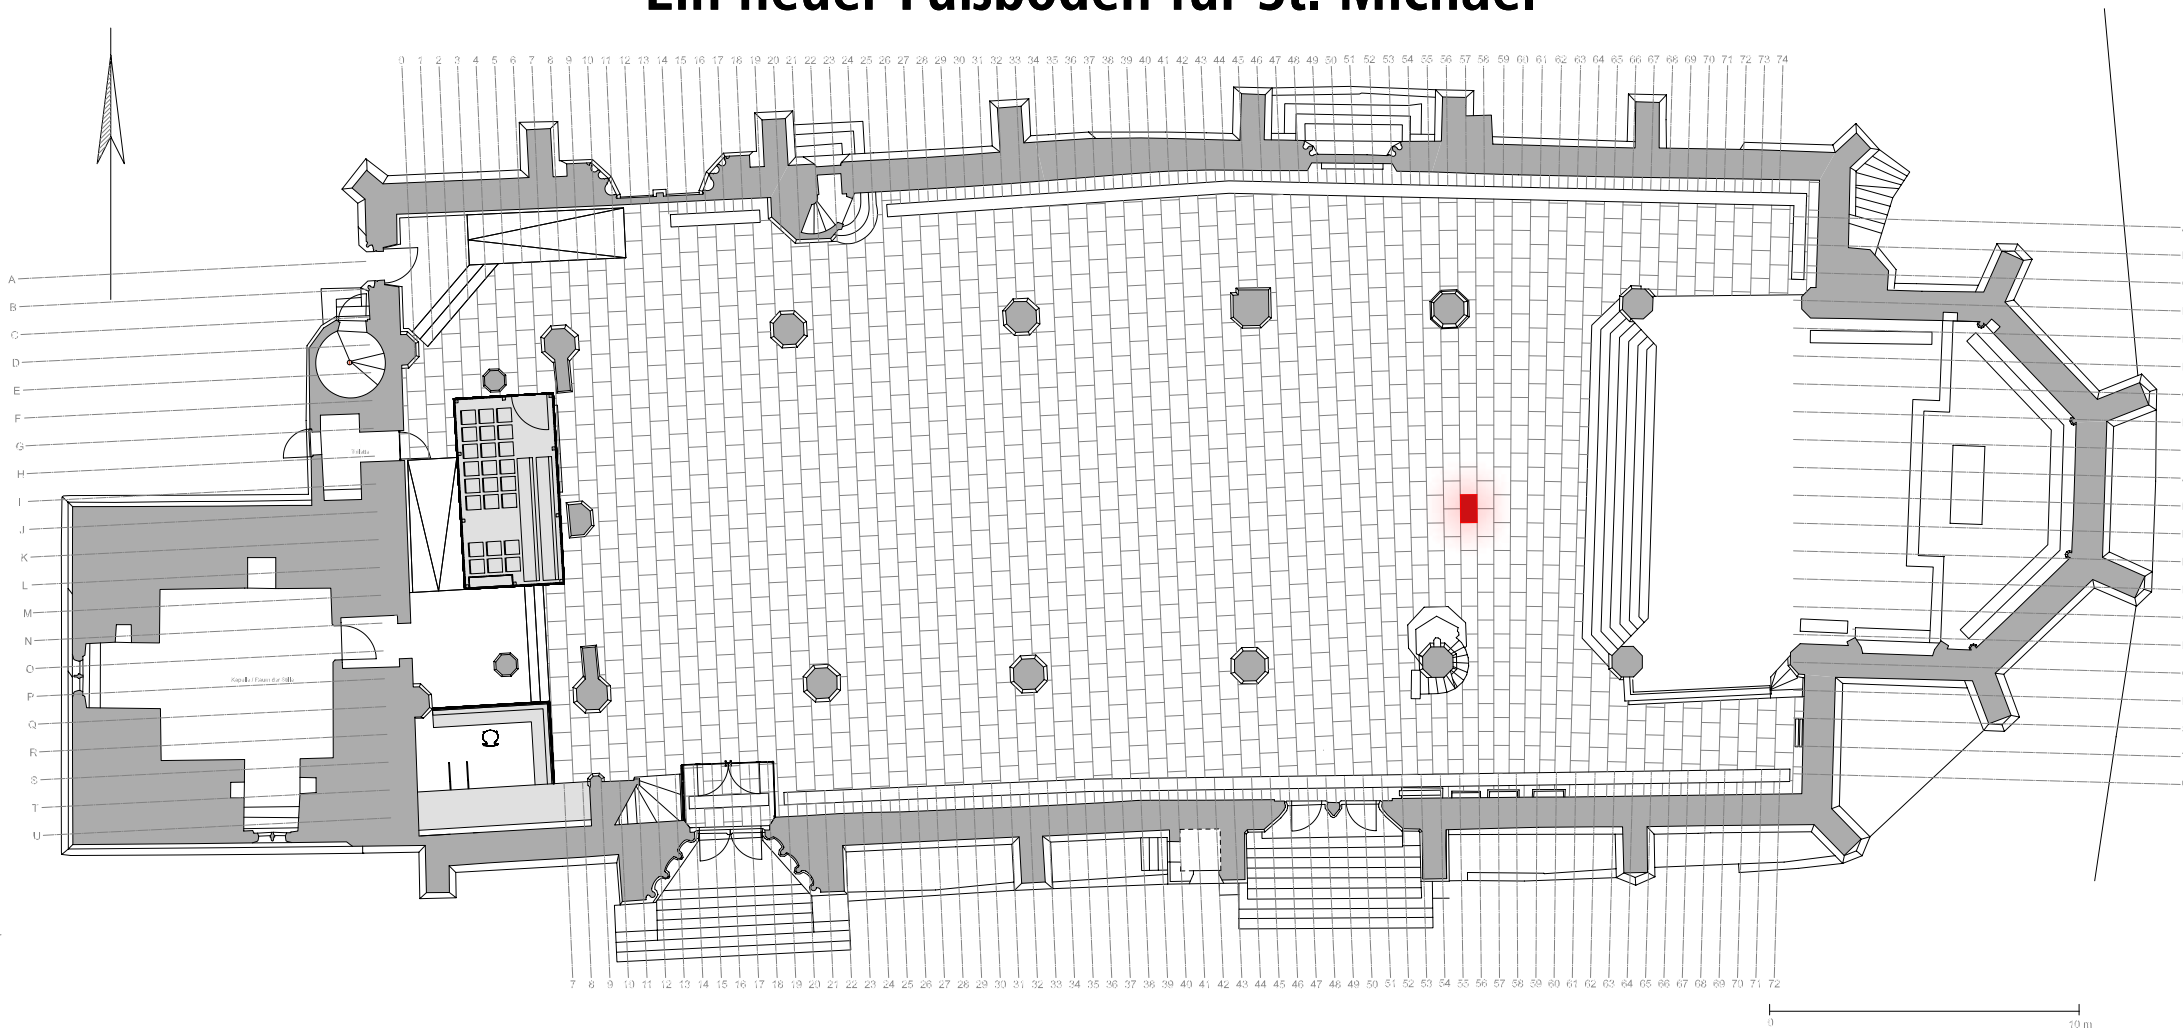 Ein neuer Fußboden für St. Michael
0 1 2 3 4 5 6 7 8 9 10 11 12 13 14 15 16 17 18 19 20 21 22 23 24 25 26 27 28 29 30 31 32 33 34 35 36 37 38 39 40 41 42 43 44 45 46 47 48 49 50 51 52 53 54 55 56 57 58 59 60 61 62 63 64 65 66 67 68 69 70 71 72 73 74
A
B
C
D
E
F
G
H
I
J
K
L
M
N
O
P
Q
R
S
T
U
7 8 9 10 11 12 13 14 15 16 17 18 19 20 21 22 23 24 25 26 27 28 29 30 31 32 33 34 35 36 37 38 39 40 41 42 43 44 45 46 47 48 49 50 51 52 53 54 55 56 57 58 59 60 61 62 63 64 65 66 67 68 69 70 71 72
0 10 m